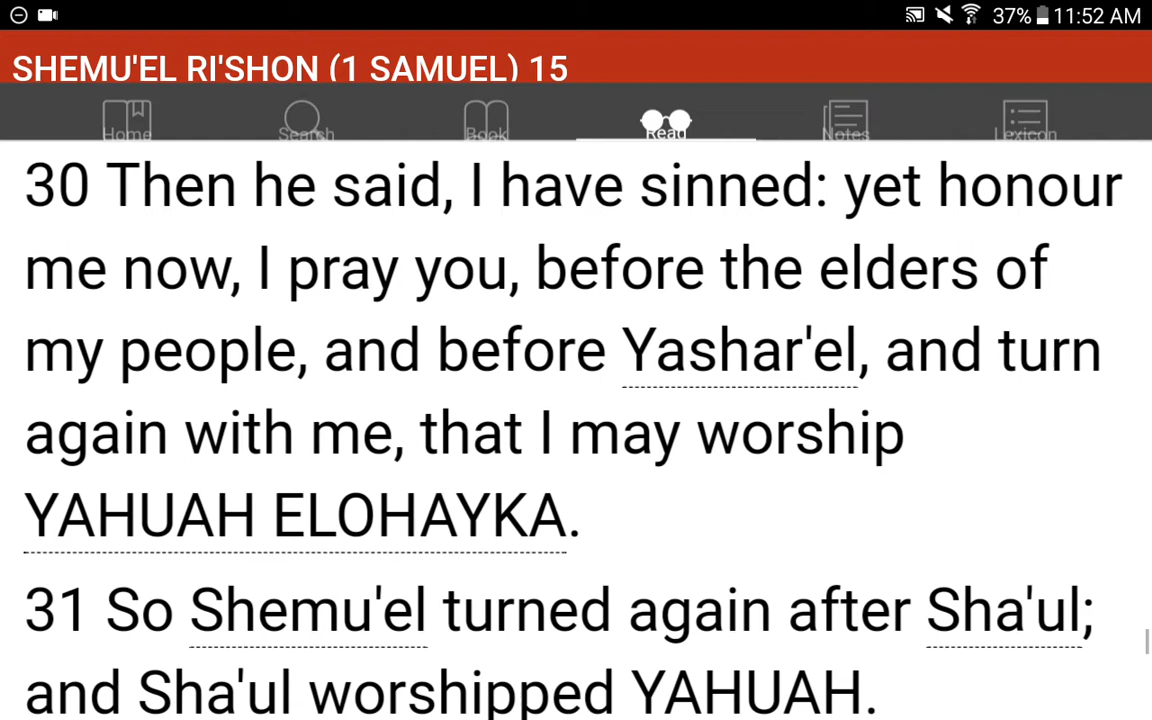 37% 11:52 AM
SHEMU'EL RI'SHON (1 SAMUEL) 15
Home Search Book Read Notes Lexicon
30 Then he said, I have sinned: yet honour
me now, I pray you, before the elders of
my people, and before Yashar'el, and turn
again with me, that I may worship
YAHUAH ELOHAYKA.
31 So Shemu'el turned again after Sha'ul;
and Sha'ul worshipped YAHUAH.